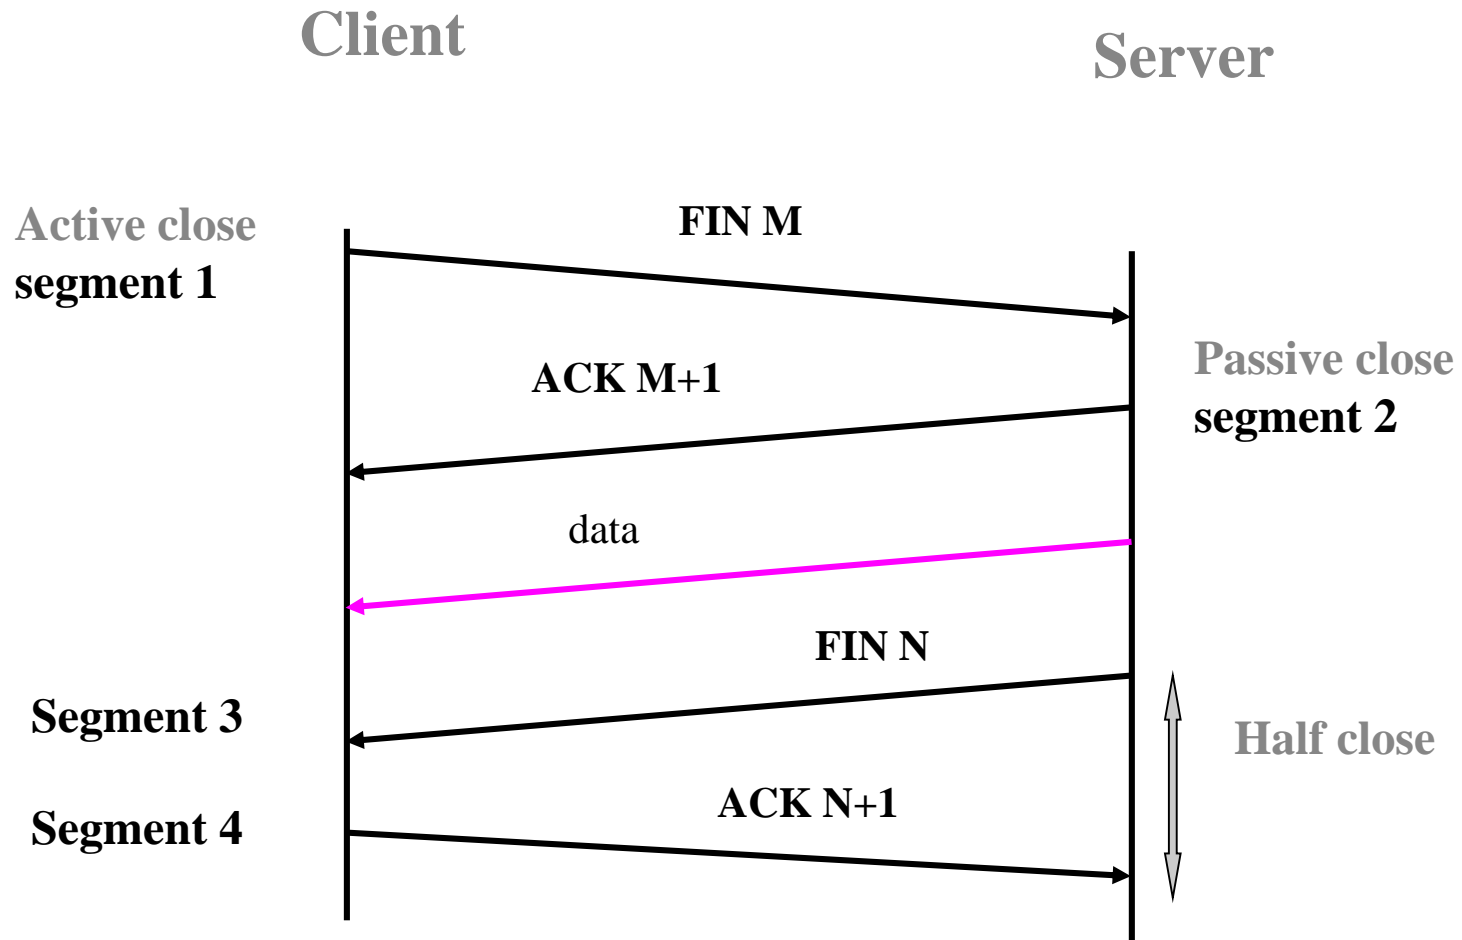 Client
Server
FIN M
Active close
segment 1
ACK M+1
Passive close
segment 2
data
FIN N
Segment 3
Half close
ACK N+1
Segment 4